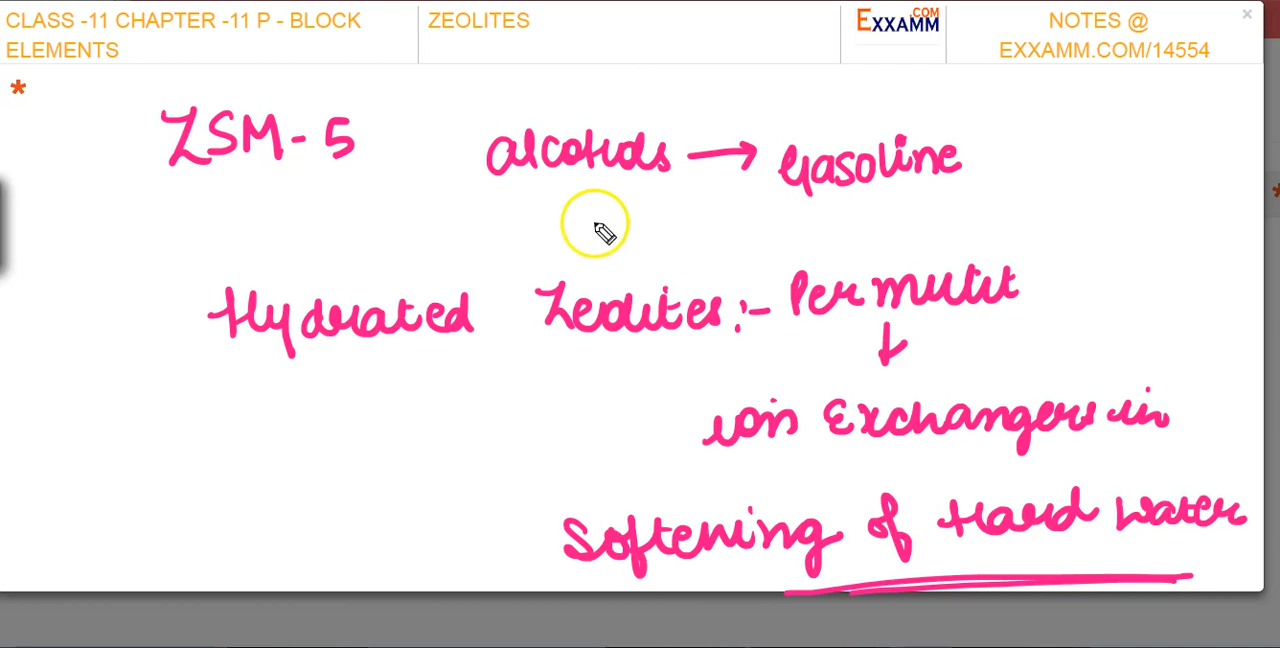 CLASS -11 CHAPTER -11 P - BLOCK
ELEMENTS
ZEOLITES
EXXAMM.COM
NOTES @
EXXAMM.COM/14554
×
*
ZSM-5 alcohols → Gasoline
Hydrated Zeolites:- Permutit
↓
ion Exchangers in
Softening of Hard Water